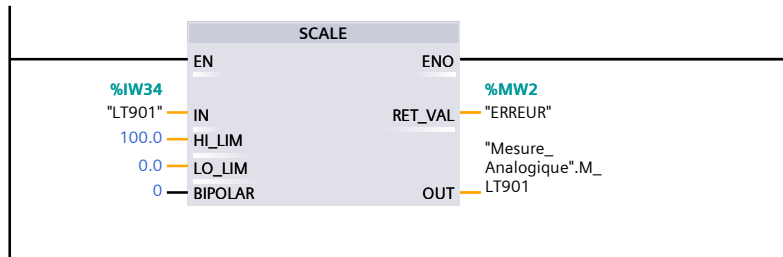 SCALE
EN ENO
%IW34 %MW2
"LT901" IN RET_VAL "ERREUR"
100.0 HI_LIM
0.0 LO_LIM
0 BIPOLAR OUT
"Mesure_
Analogique".M_
LT901